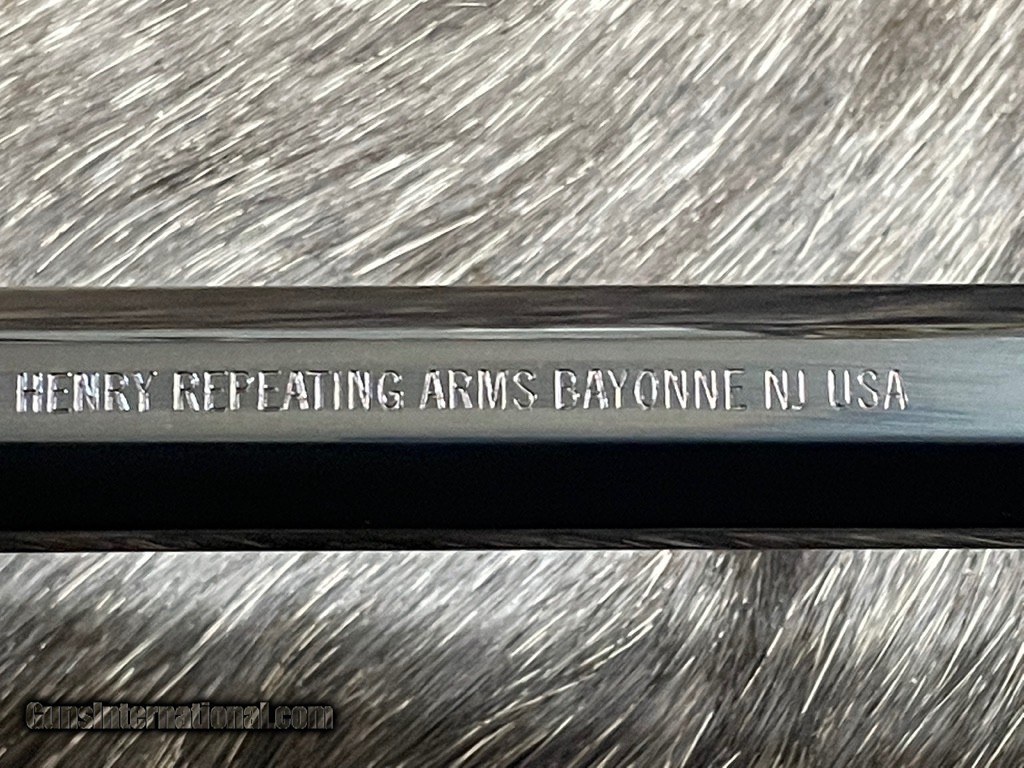 HENRY REPEATING ARMS BAYONNE NJ USA
GunsInternational.com